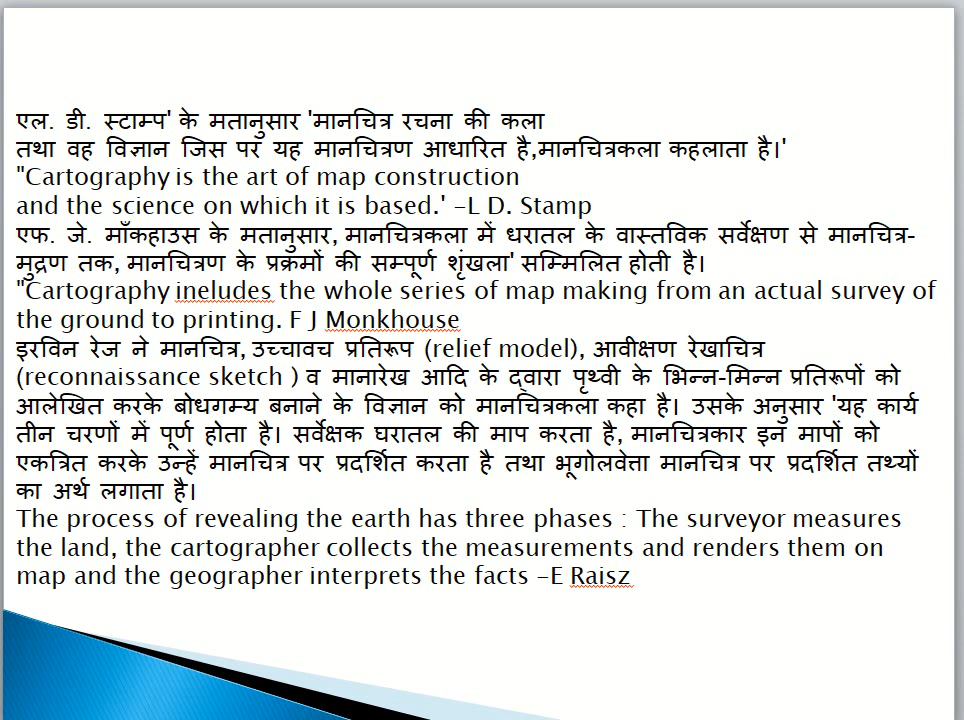 एल. डी. स्टाम्प' के मतानुसार 'मानचित्र रचना की कला
तथा वह विज्ञान जिस पर यह मानचित्रण आधारित है,मानचित्रकला कहलाता है।'
"Cartography is the art of map construction
and the science on which it is based.' –L D. Stamp
एफ. जे. मॉंकहाउस के मतानुसार, मानचित्रकला में धरातल के वास्तविक सर्वेक्षण से मानचित्र-
मुद्रण तक, मानचित्रण के प्रक्रमों की सम्पूर्ण शृंखला' सम्मिलित होती है।
"Cartography ineludes the whole series of map making from an actual survey of
the ground to printing. F J Monkhouse
इरविन रेज ने मानचित्र, उच्चावच प्रतिरूप (relief model), आवीक्षण रेखाचित्र
(reconnaissance sketch ) व मानारेख आदि के द्वारा पृथ्वी के भिन्न-मिन्न प्रतिरूपों को
आलेखित करके बोधगम्य बनाने के विज्ञान को मानचित्रकला कहा है। उसके अनुसार 'यह कार्य
तीन चरणों में पूर्ण होता है। सर्वेक्षक घरातल की माप करता है, मानचित्रकार इन मापों को
एकत्रित करके उन्हें मानचित्र पर प्रदर्शित करता है तथा भूगोलवेत्ता मानचित्र पर प्रदर्शित तथ्यों
का अर्थ लगाता है।
The process of revealing the earth has three phases : The surveyor measures
the land, the cartographer collects the measurements and renders them on
map and the geographer interprets the facts –E Raisz